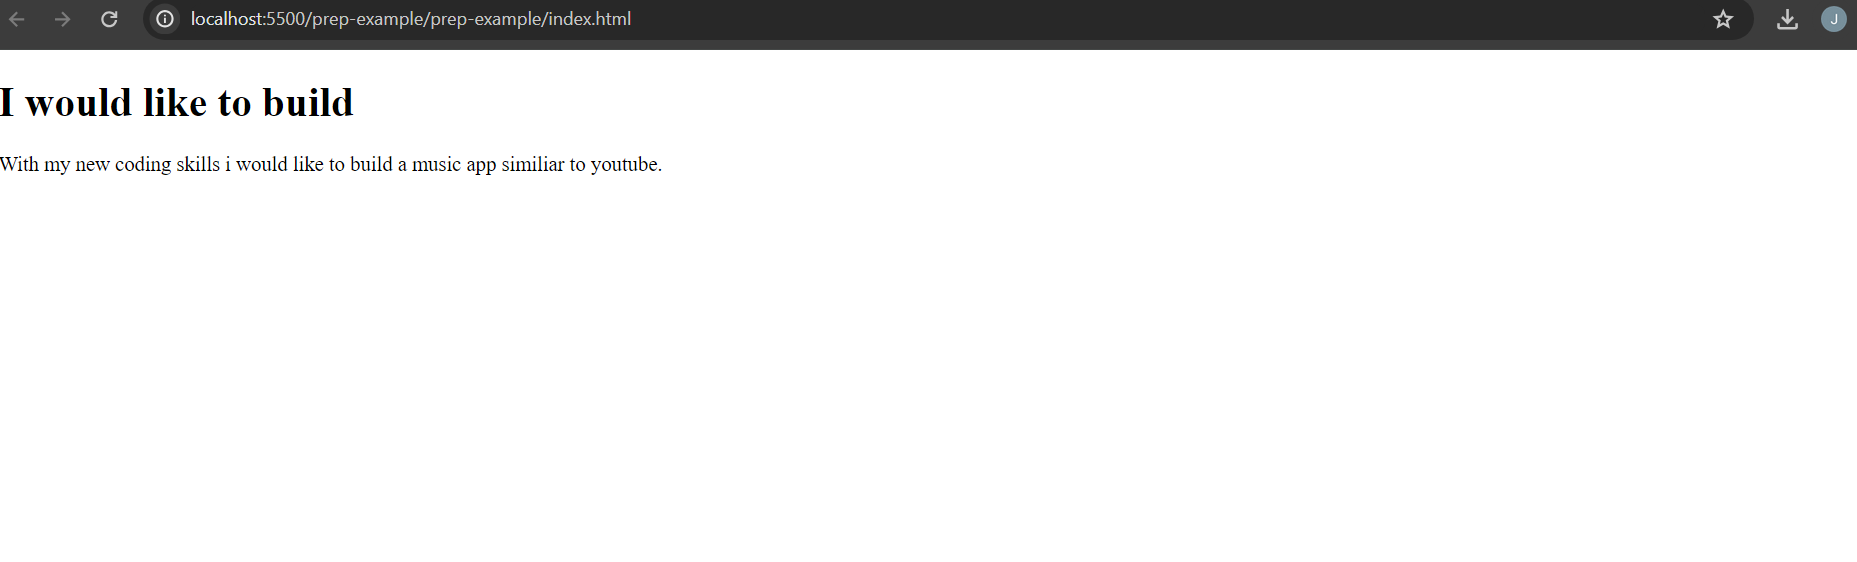 localhost:5500/prep-example/prep-example/index.html
J
I would like to build
With my new coding skills i would like to build a music app similiar to youtube.